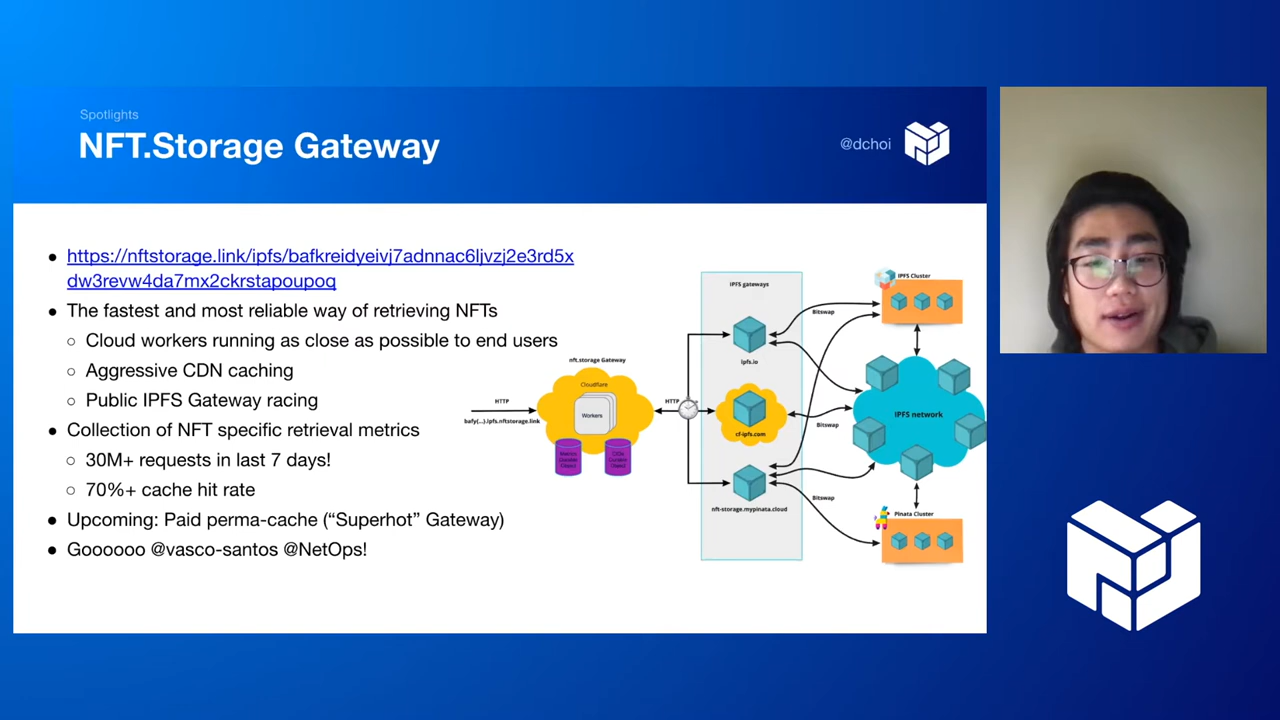 Spotlights
NFT.Storage Gateway
@dchoi
https://nftstorage.link/ipfs/bafkreidyeivj7adnnac6ljvzj2e3rd5x
dw3revw4da7mx2ckrstapoupoq
The fastest and most reliable way of retrieving NFTs
Cloud workers running as close as possible to end users
Aggressive CDN caching
Public IPFS Gateway racing
Collection of NFT specific retrieval metrics
30M+ requests in last 7 days!
70%+ cache hit rate
Upcoming: Paid perma-cache (“Superhot” Gateway)
Goooooo @vasco-santos @NetOps!
HTTP
bafy(...).ipfs.nftstorage.link
nft.storage Gateway
Cloudflare
Workers
HTTP
IPFS gateways
ipfs.io
cf-ipfs.com
nft-storage.mypinata.cloud
Bitswap
Bitswap
Bitswap
IPFS Cluster
IPFS network
Pinata Cluster